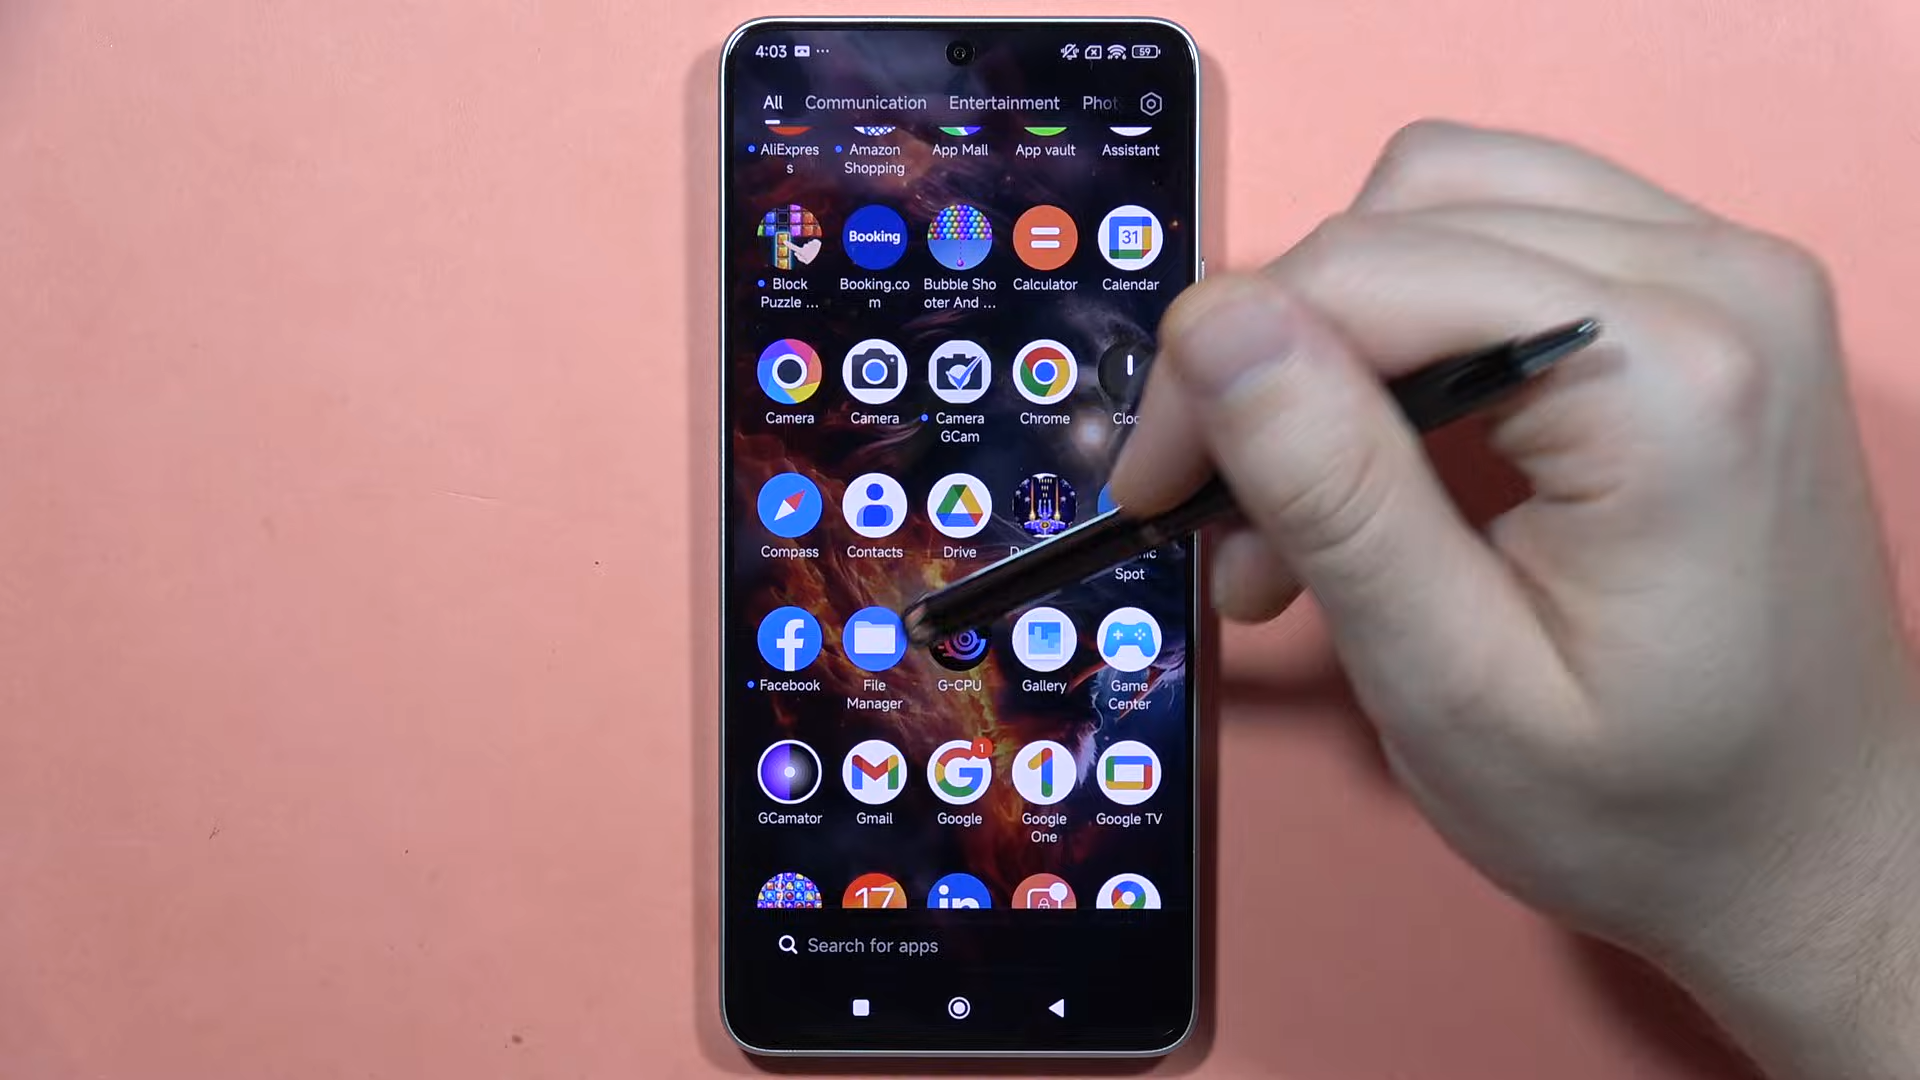 4:03 59
All Communication Entertainment Phot
AliExpres
s
Amazon
Shopping
App Mall
App vault
Assistant
Booking
31
Block
Puzzle ...
Booking.co
m
Bubble Sho
oter And ...
Calculator
Calendar
Camera
Camera
Camera
GCam
Chrome
Cloc
Compass
Contacts
Drive
Spot
Facebook
File
Manager
G-CPU
Gallery
Game
Center
1
GCamator
Gmail
Google
Google
One
Google TV
17
in
Search for apps